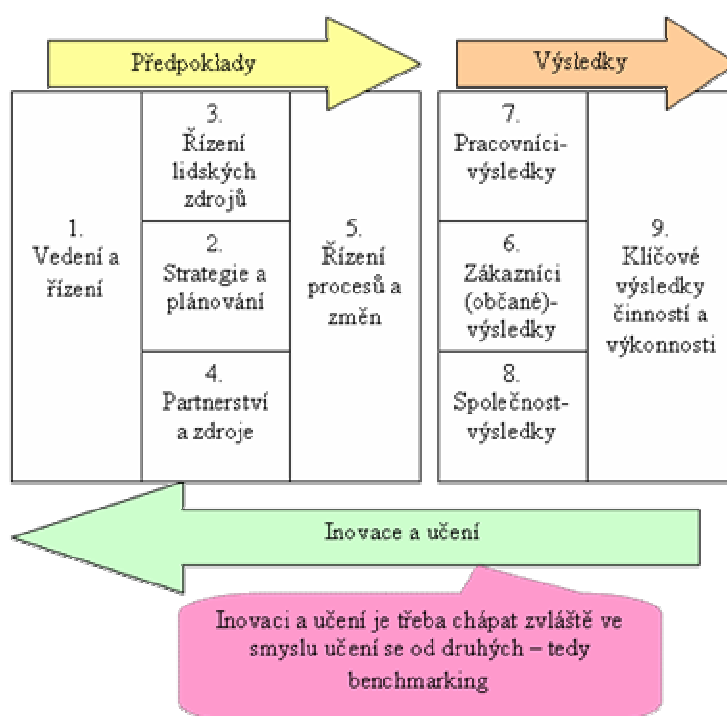 Předpoklady
Výsledky
1.
Vedení a
řízení
3.
Řízení
lidských
zdrojů
2.
Strategie a
plánování
4.
Partnerství
a zdroje
5.
Řízení
procesů a
změn
7.
Pracovníci-
výsledky
6.
Zákazníci
(občané)-
výsledky
8.
Společnost-
výsledky
9.
Klíčové
výsledky
činností a
výkonnosti
Inovace a učení
Inovaci a učení je třeba chápat zvláště ve
smyslu učení se od druhých – tedy
benchmarking